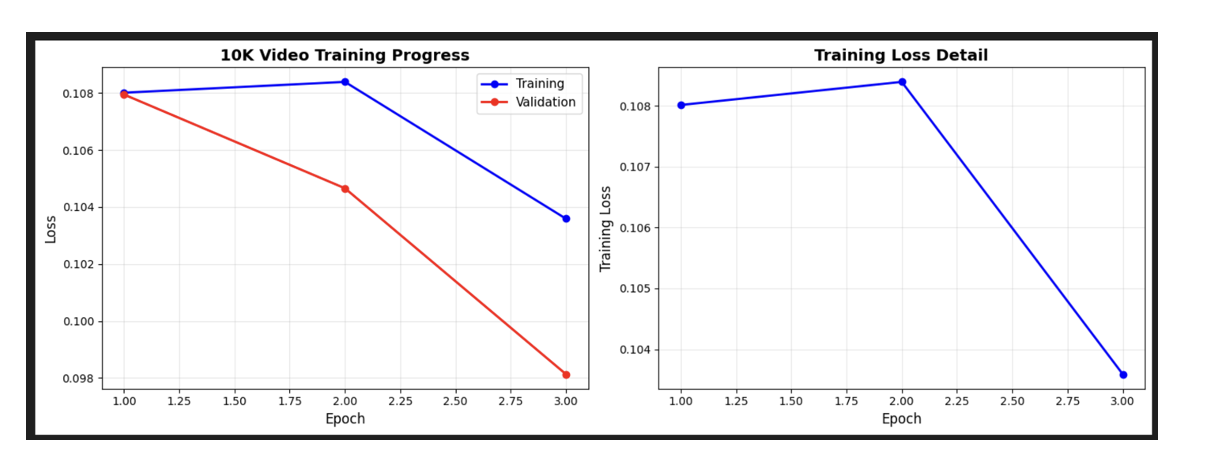 10K Video Training Progress
Training
Validation
0.108
0.106
0.104
0.102
0.100
0.098
Loss
1.00 1.25 1.50 1.75 2.00 2.25 2.50 2.75 3.00
Epoch
Training Loss Detail
0.108
0.107
0.106
0.105
0.104
Training Loss
1.00 1.25 1.50 1.75 2.00 2.25 2.50 2.75 3.00
Epoch